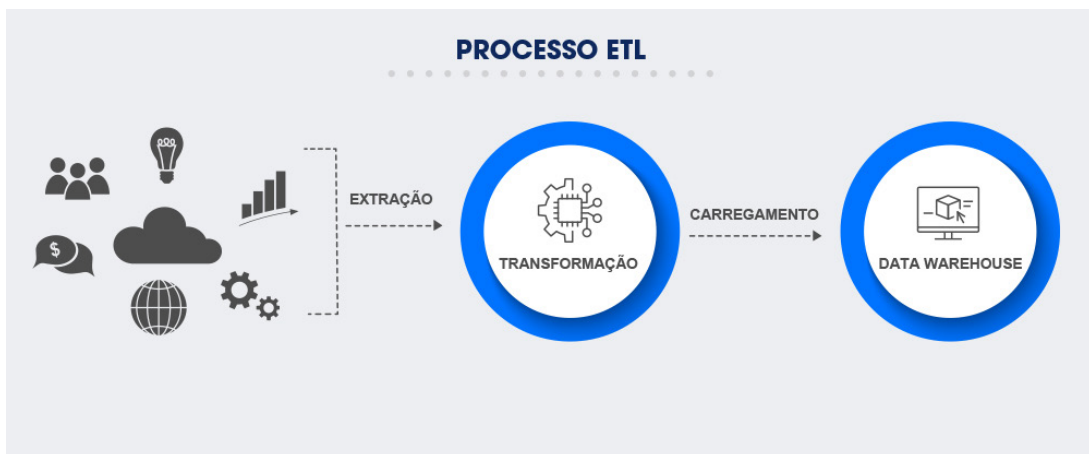 PROCESSO ETL
$
EXTRAÇÃO
TRANSFORMAÇÃO
CARREGAMENTO
DATA WAREHOUSE